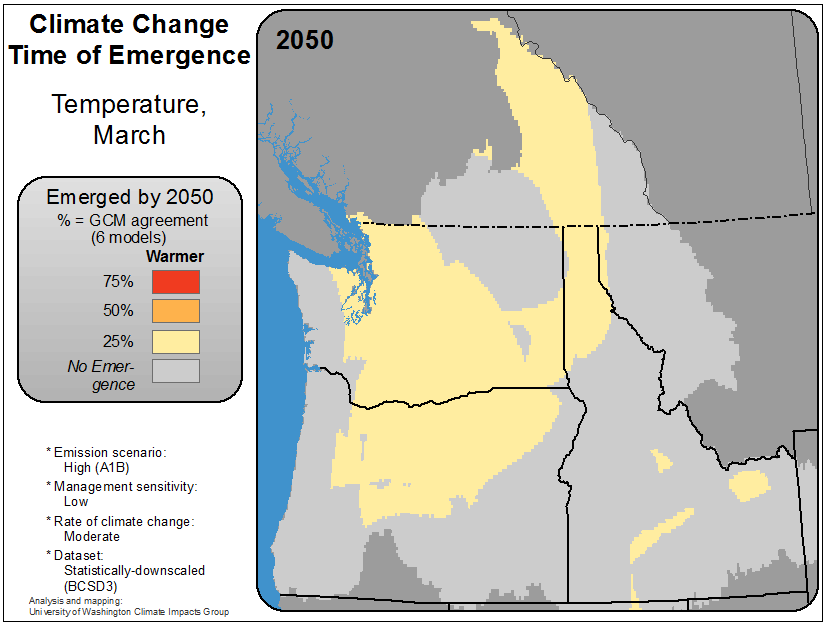 Climate Change
Time of Emergence
Temperature,
March
Emerged by 2050
% = GCM agreement
(6 models)
Warmer
75%
50%
25%
No Emer-
gence
* Emission scenario:
High (A1B)
* Management sensitivity:
Low
* Rate of climate change:
Moderate
* Dataset:
Statistically-downscaled
(BCSD3)
Analysis and mapping:
University of Washington Climate Impacts Group
2050